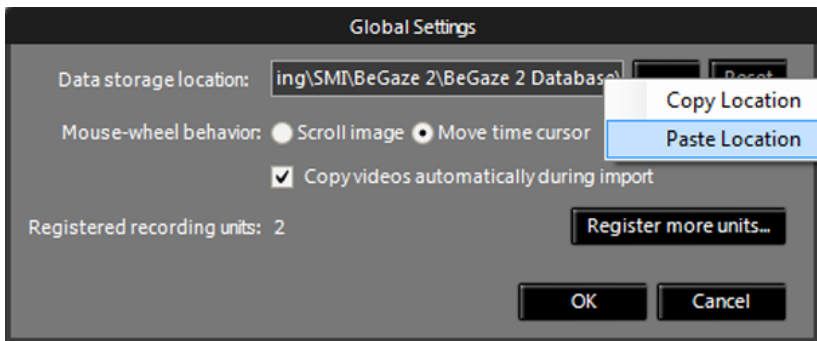 Global Settings
Data storage location: ing\SMI\BeGaze 2\BeGaze 2 Database\ ... Reset
Copy Location
Paste Location
Mouse-wheel behavior: Scroll image Move time cursor
Copy videos automatically during import
Registered recording units: 2 Register more units...
OK Cancel